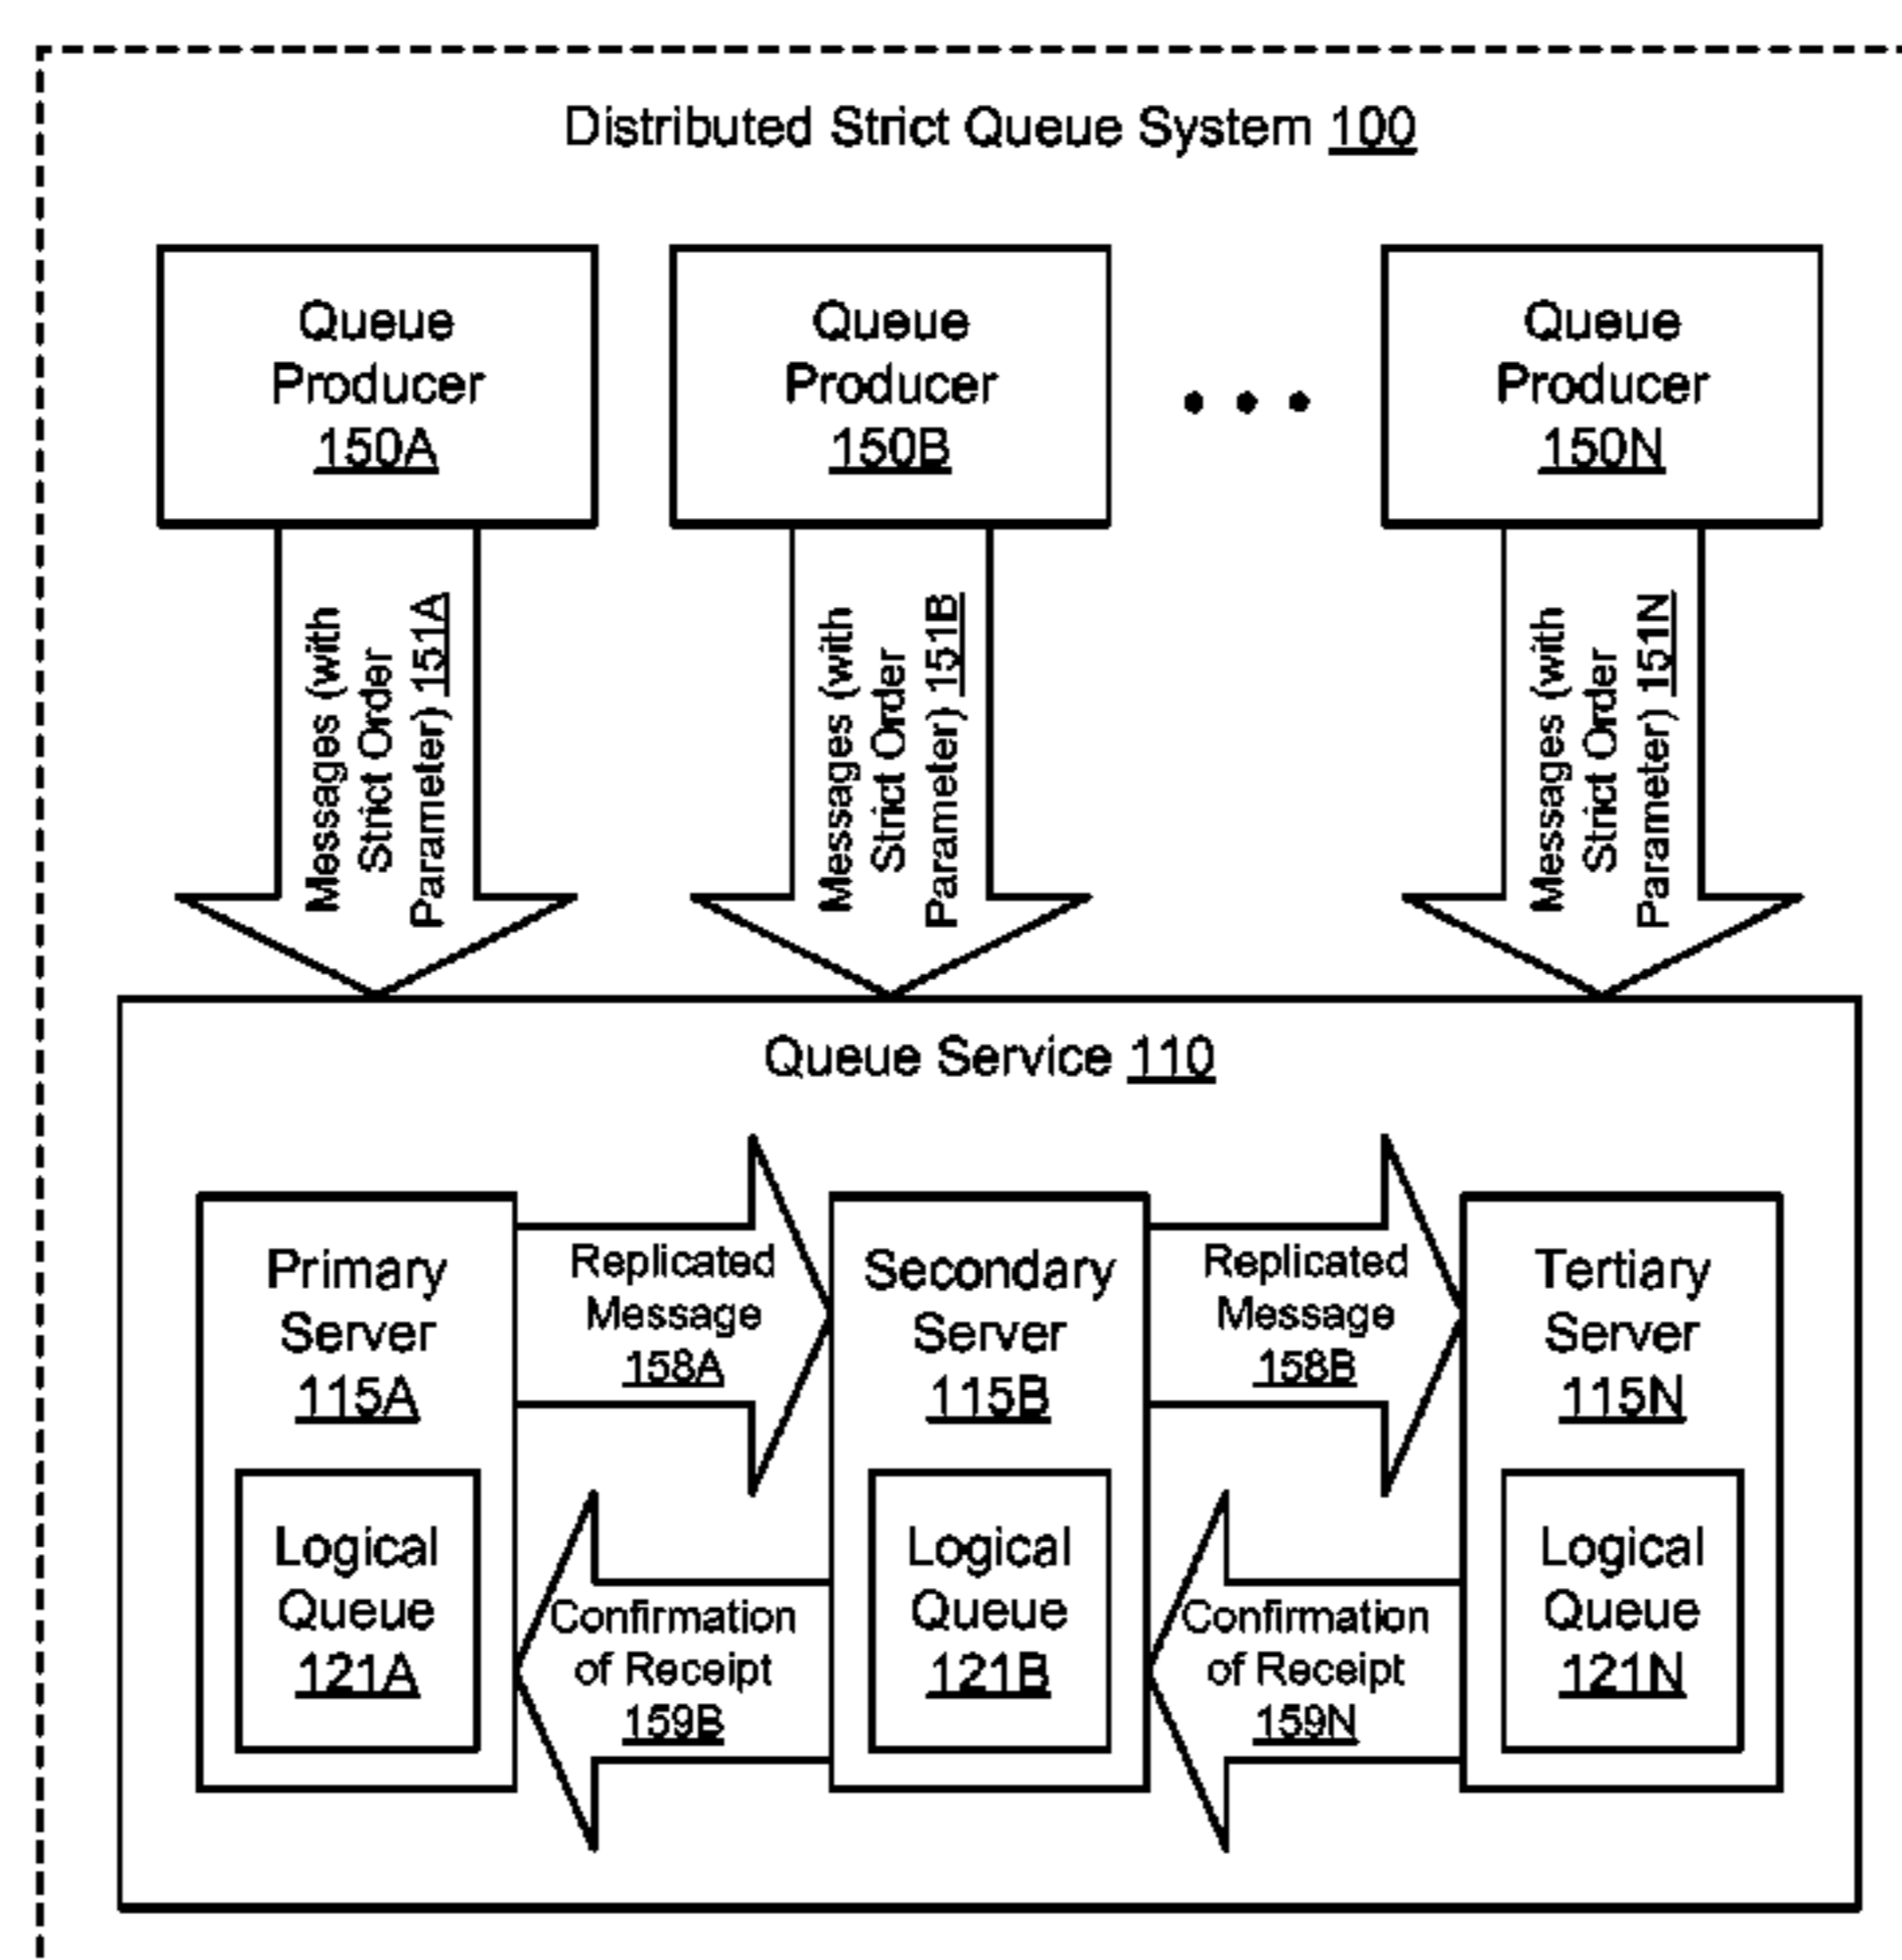 Distributed Strict Queue System 100
Queue
Producer
150A
Queue
Producer
150B
Queue
Producer
150N
Messages (with
Strict Order
Parameter) 151A
Messages (with
Strict Order
Parameter) 151B
Messages (with
Strict Order
Parameter) 151N
Queue Service 110
Primary
Server
115A
Replicated
Message
158A
Secondary
Server
115B
Replicated
Message
158B
Tertiary
Server
115N
Logical
Queue
121A
Confirmation
of Receipt
159B
Logical
Queue
121B
Confirmation
of Receipt
159N
Logical
Queue
121N